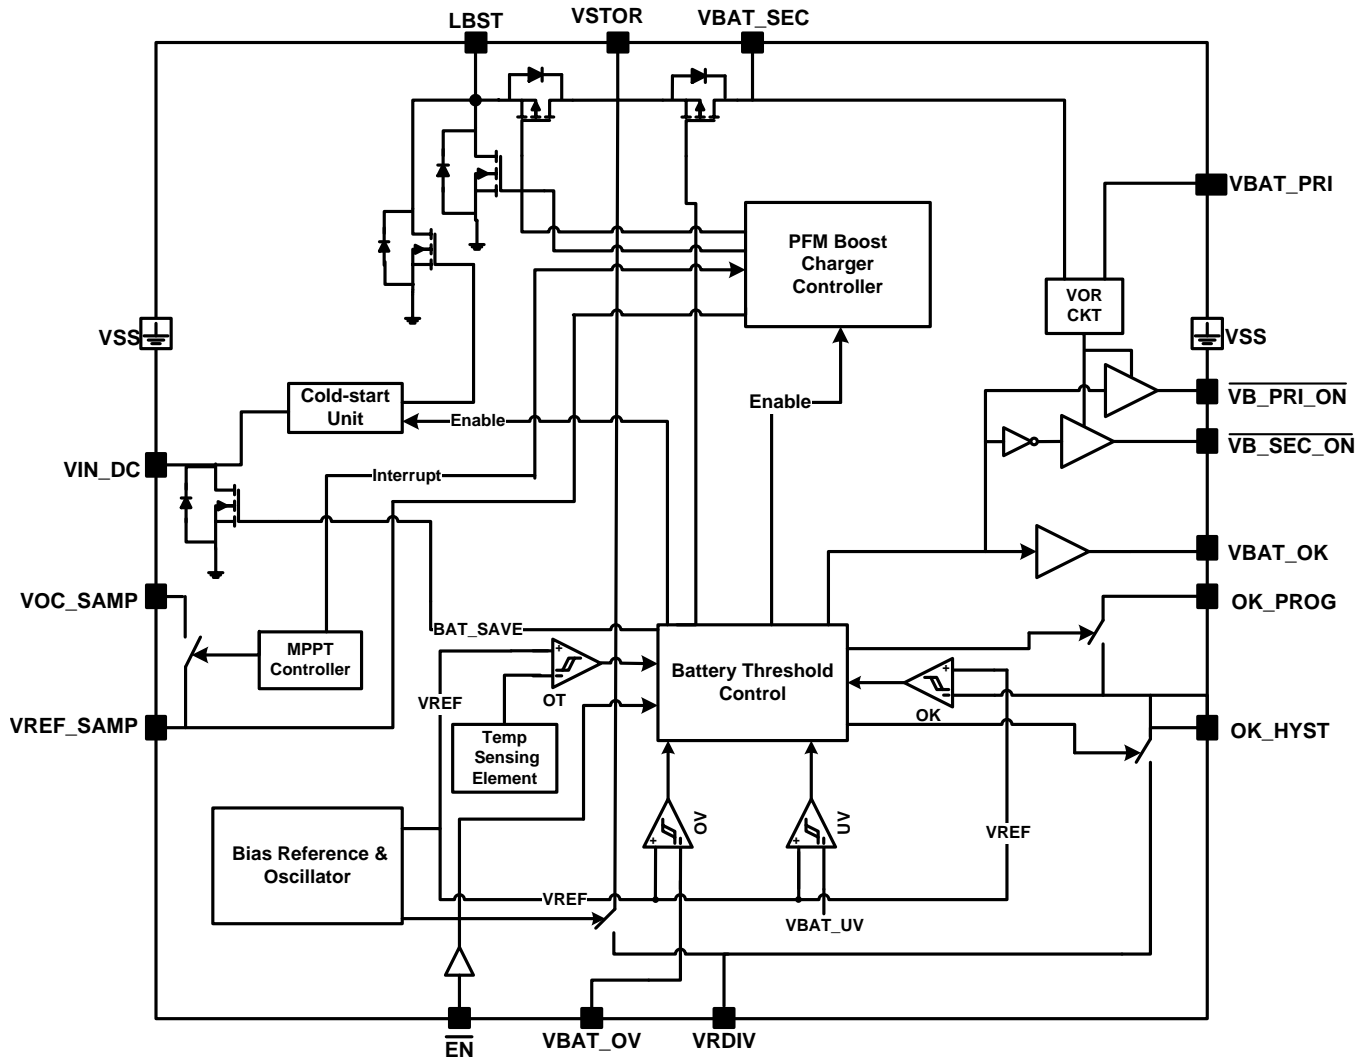 LBST
VSTOR
VBAT_SEC
VBAT_PRI
PFM Boost
Charger
Controller
VOR
CKT
VSS
VSS
VB_PRI_ON
Cold-start
Unit
Enable
Enable
VB_SEC_ON
VIN_DC
Interrupt
VBAT_OK
VOC_SAMP
OK_PROG
BAT_SAVE
MPPT
Controller
+
-
OT
Battery Threshold
Control
+
-
OK
VREF
VREF_SAMP
OK_HYST
Temp
Sensing
Element
OV
+
-
UV
+
-
VREF
Bias Reference &
Oscillator
VREF
VBAT_UV
EN
VBAT_OV
VRDIV